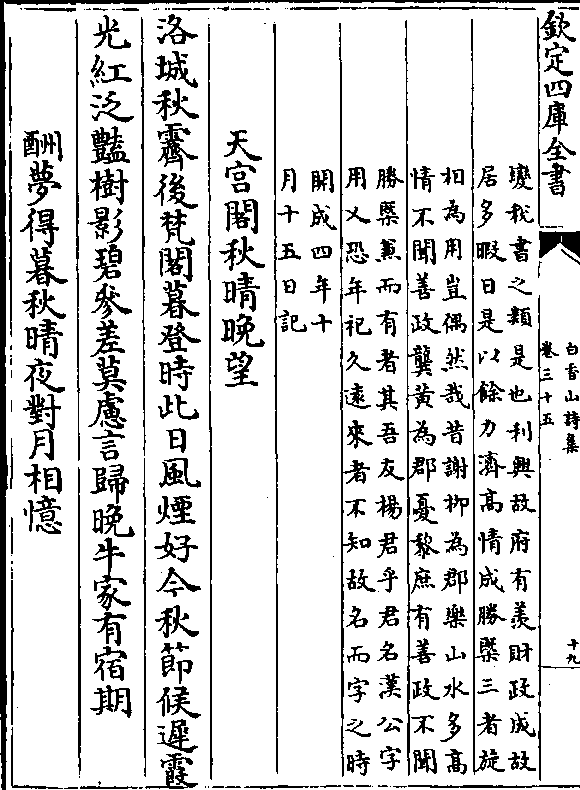 欽定四庫全書
白香山詩集
卷三十五
十九
變我書之類是也利興故府有羨財政成故
居多暇日是以餘力濟高情成勝槩三者旋
相為用豈偶然哉昔謝柳為郡樂山水多高
情不聞善政龔黃為郡憂黎庶有善政不聞
勝槩兼而有者其吾友楊君乎君名漢公字
用乂恐年祀久遠來者不知故名而字之時
開成四年十
月十五日記
天宮閣秋晴晚望
洛城秋霽後梵閣暮登時此日風煙好今秋節候遲霞
光紅泛豔樹影碧參差莫慮言歸晚牛家有宿期
酬夢得暮秋晴夜對月相憶